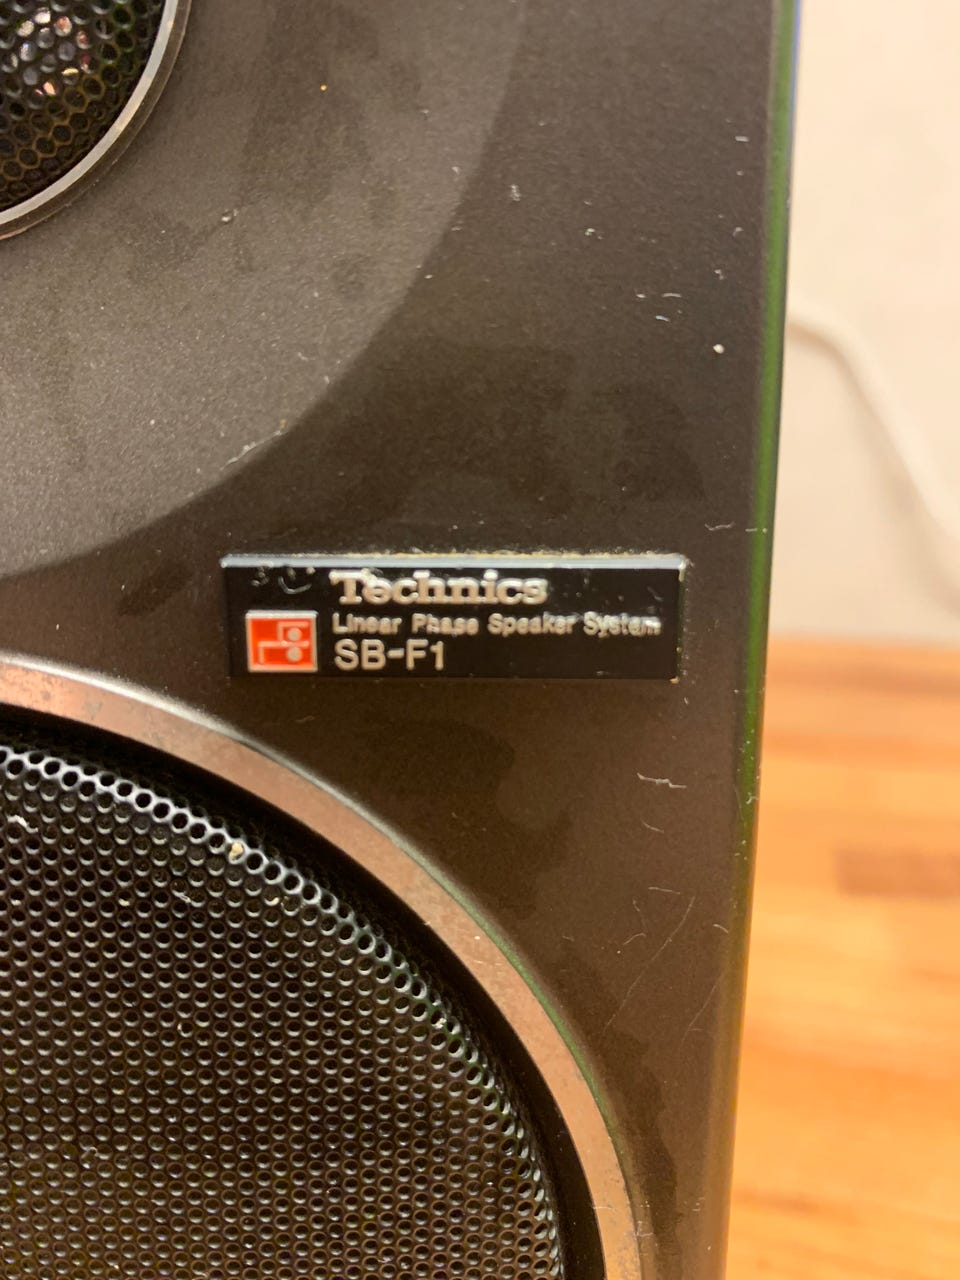 Technics
Linear Phase Speaker System
SB-F1